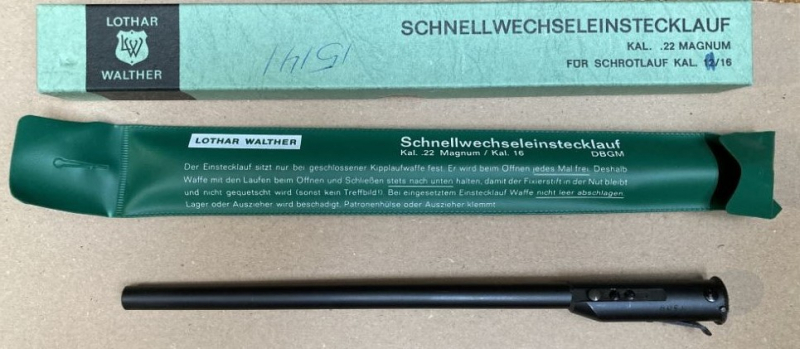 LOTHAR
LW
WALTHER
SCHNELLWECHSELEINSTECKLAUF
KAL. .22 MAGNUM
FÜR SCHROTLAUF KAL. 12/16
15141
LOTHAR WALTHER
Schnellwechseleinstecklauf
Kal. .22 Magnum / Kal. 16 DBGM
Der Einstecklauf sitzt nur bei geschlossener Kipplaufwaffe fest. Er wird beim Öffnen jedes Mal frei. Deshalb
Waffe mit den Laufen beim Öffnen und Schließen stets nach unten halten, damit der Fixierstift in der Nut bleibt
und nicht gequetscht wird (sonst kein Treffbild!). Bei eingesetztem Einstecklauf Waffe nicht leer abschlagen.
Lager oder Auszieher wird beschädigt, Patronenhülse oder Auszieher klemmt.